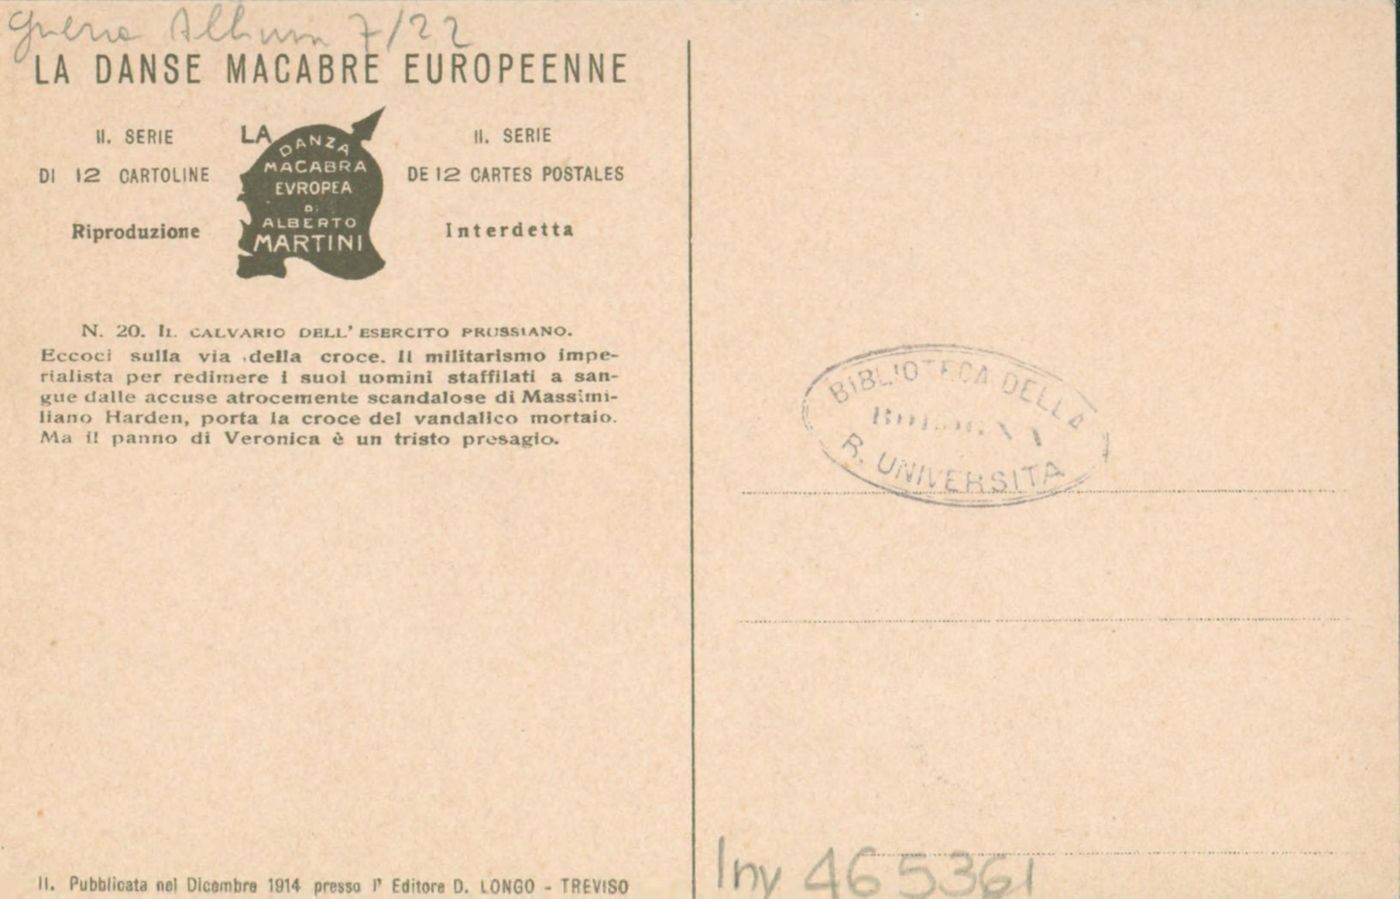 Guerra Album 7/22
LA DANSE MACABRE EUROPEENNE
II. SERIE
DI 12 CARTOLINE
Riproduzione
LA
DANZA
MACABRA
EVROPEA
DI
ALBERTO
MARTINI
II. SERIE
DE 12 CARTES POSTALES
Interdetta
N. 20. IL CALVARIO DELL' ESERCITO PRUSSIANO.
Eccoci sulla via della croce. Il militarismo impe-
rialista per redimere i suoi uomini staffilati a san-
gue dalle accuse atrocemente scandalose di Massimi-
liano Harden, porta la croce del vandalico mortaio.
Ma il panno di Veronica è un tristo presagio.
II. Pubblicata nel Dicembre 1914 presso l' Editore D. LONGO - TREVISO
BIBLIOTECA DELLA
R. UNIVERSITA
Inv 465361